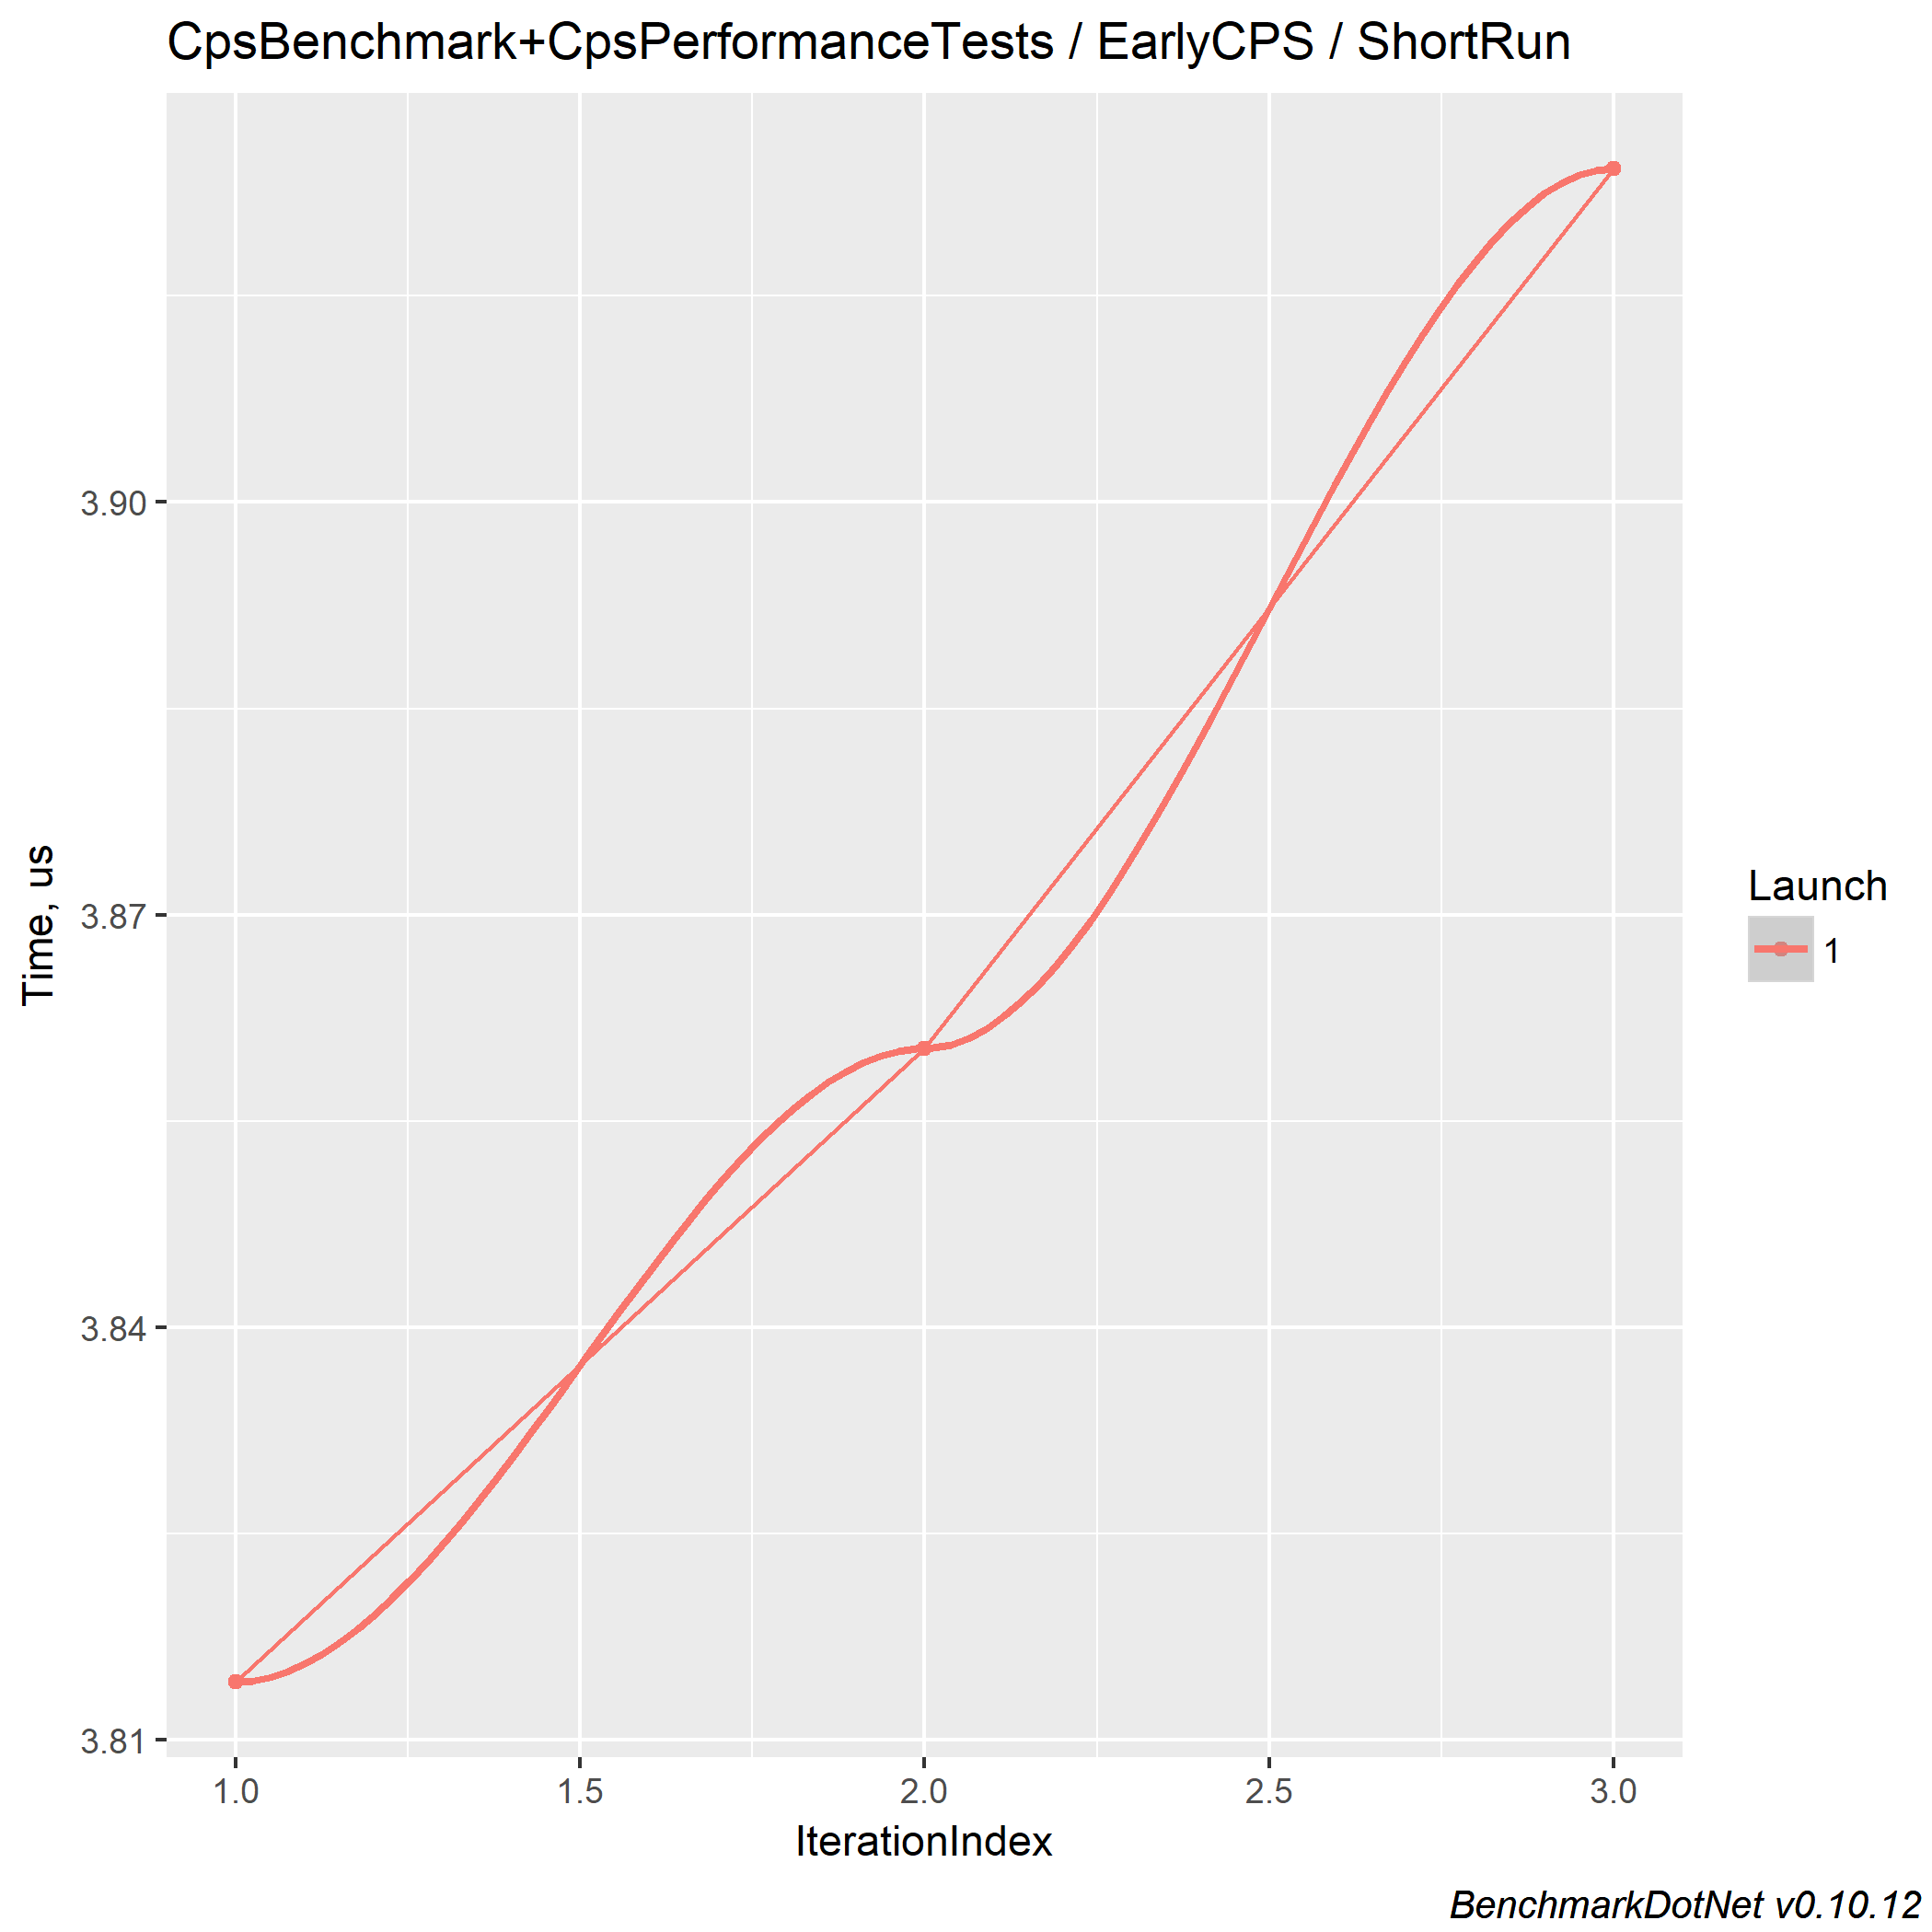 CpsBenchmark+CpsPerformanceTests / EarlyCPS / ShortRun
Time, us
3.90
3.87
3.84
3.81
1.0 1.5 2.0 2.5 3.0
IterationIndex
Launch
1
BenchmarkDotNet v0.10.12